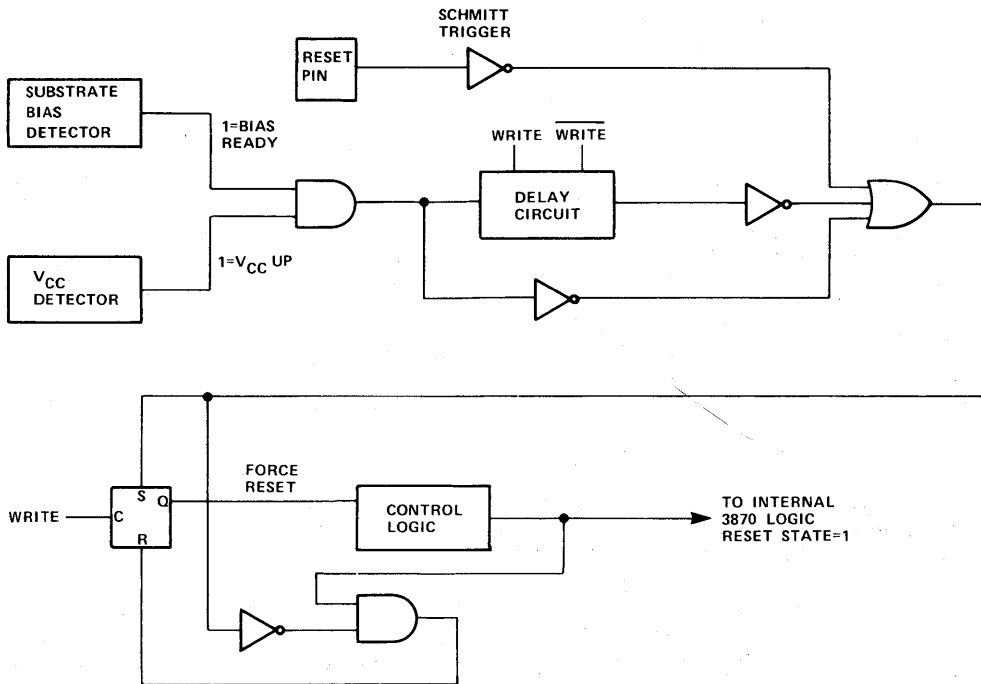 SCHMITT
TRIGGER
RESET
PIN
SUBSTRATE
BIAS
DETECTOR
1=BIAS
READY
WRITE
WRITE
DELAY
CIRCUIT
VCC
DETECTOR
1=VCC UP
FORCE
RESET
S
Q
WRITE
C
R
CONTROL
LOGIC
TO INTERNAL
3870 LOGIC
RESET STATE=1